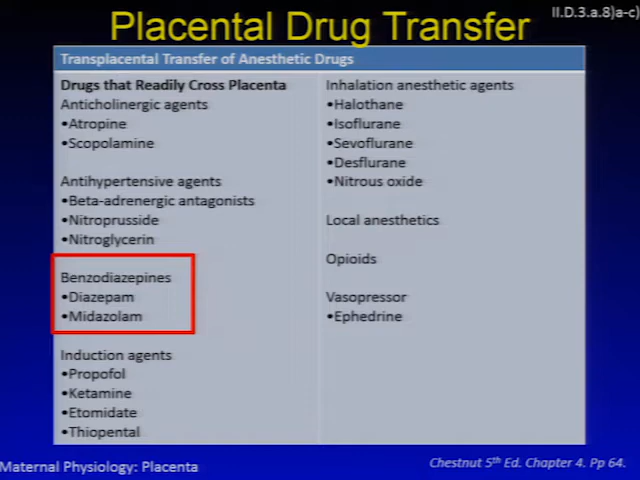 II.D.3.a.8)a-c)
Placental Drug Transfer
Transplacental Transfer of Anesthetic Drugs
Drugs that Readily Cross Placenta
Anticholinergic agents
•Atropine
•Scopolamine
Antihypertensive agents
•Beta-adrenergic antagonists
•Nitroprusside
•Nitroglycerin
Benzodiazepines
•Diazepam
•Midazolam
Induction agents
•Propofol
•Ketamine
•Etomidate
•Thiopental
Inhalation anesthetic agents
•Halothane
•Isoflurane
•Sevoflurane
•Desflurane
•Nitrous oxide
Local anesthetics
Opioids
Vasopressor
•Ephedrine
Maternal Physiology: Placenta
Chestnut 5th Ed. Chapter 4. Pp 64.